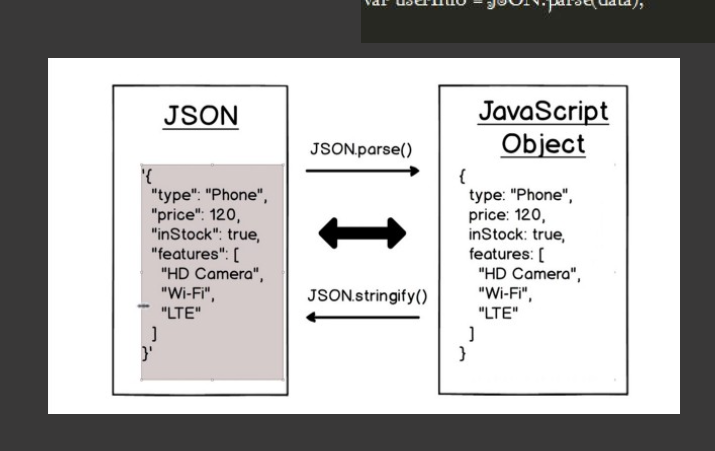 var userInfo = JSON.parse(data);
JSON
'{
"type": "Phone",
"price": 120,
"inStock": true,
"features": [
"HD Camera",
"Wi-Fi",
"LTE"
]
}'
JSON.parse()
JSON.stringify()
JavaScript
Object
{
type: "Phone",
price: 120,
inStock: true,
features: [
"HD Camera",
"Wi-Fi",
"LTE"
]
}